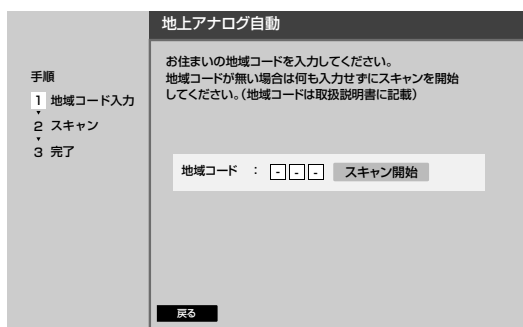 地上アナログ自動
お住まいの地域コードを入力してください。
地域コードが無い場合は何も入力せずにスキャンを開始
してください。(地域コードは取扱説明書に記載)
手順
1 地域コード入力
2 スキャン
3 完了
地域コード : - - - スキャン開始
戻る